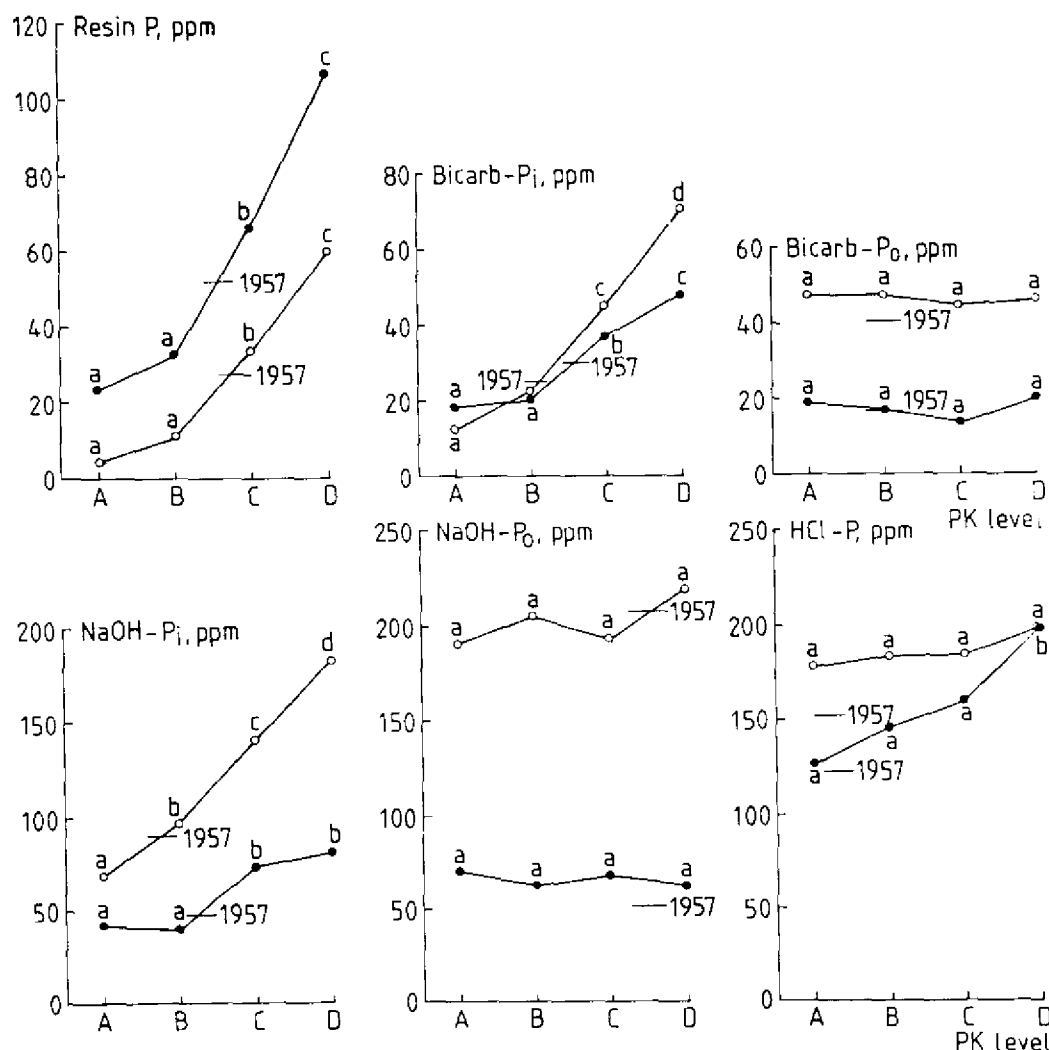 Resin P, ppm
120
100
80
60
40
20
0
a
a
b
c
a
a
b
c
1957
1957
A B C D
Bicarb-Pi, ppm
80
60
40
20
0
a
a
a
b
c
c
d
1957
1957
A B C D
Bicarb-Po, ppm
60
40
20
0
a a a a
1957
a a a a
1957
A B C D
PK level
NaOH-Pi, ppm
200
150
100
50
0
a
b
c
d
1957
a a b b
1957
A B C D
NaOH-Po, ppm
250
200
150
100
50
0
a a a a
1957
a a a a
1957
A B C D
HCl-P, ppm
250
200
150
100
50
0
a a a a
1957
a a a b
1957
A B C D
PK level